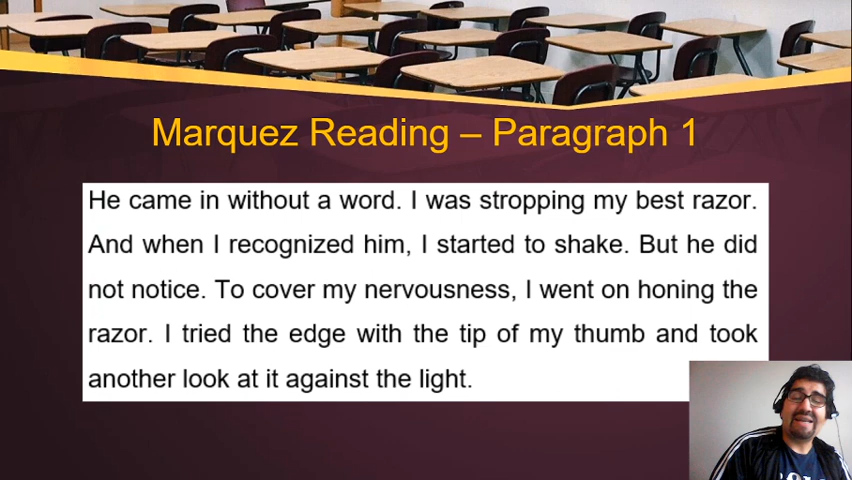 Marquez Reading – Paragraph 1
He came in without a word. I was stropping my best razor.
And when I recognized him, I started to shake. But he did
not notice. To cover my nervousness, I went on honing the
razor. I tried the edge with the tip of my thumb and took
another look at it against the light.